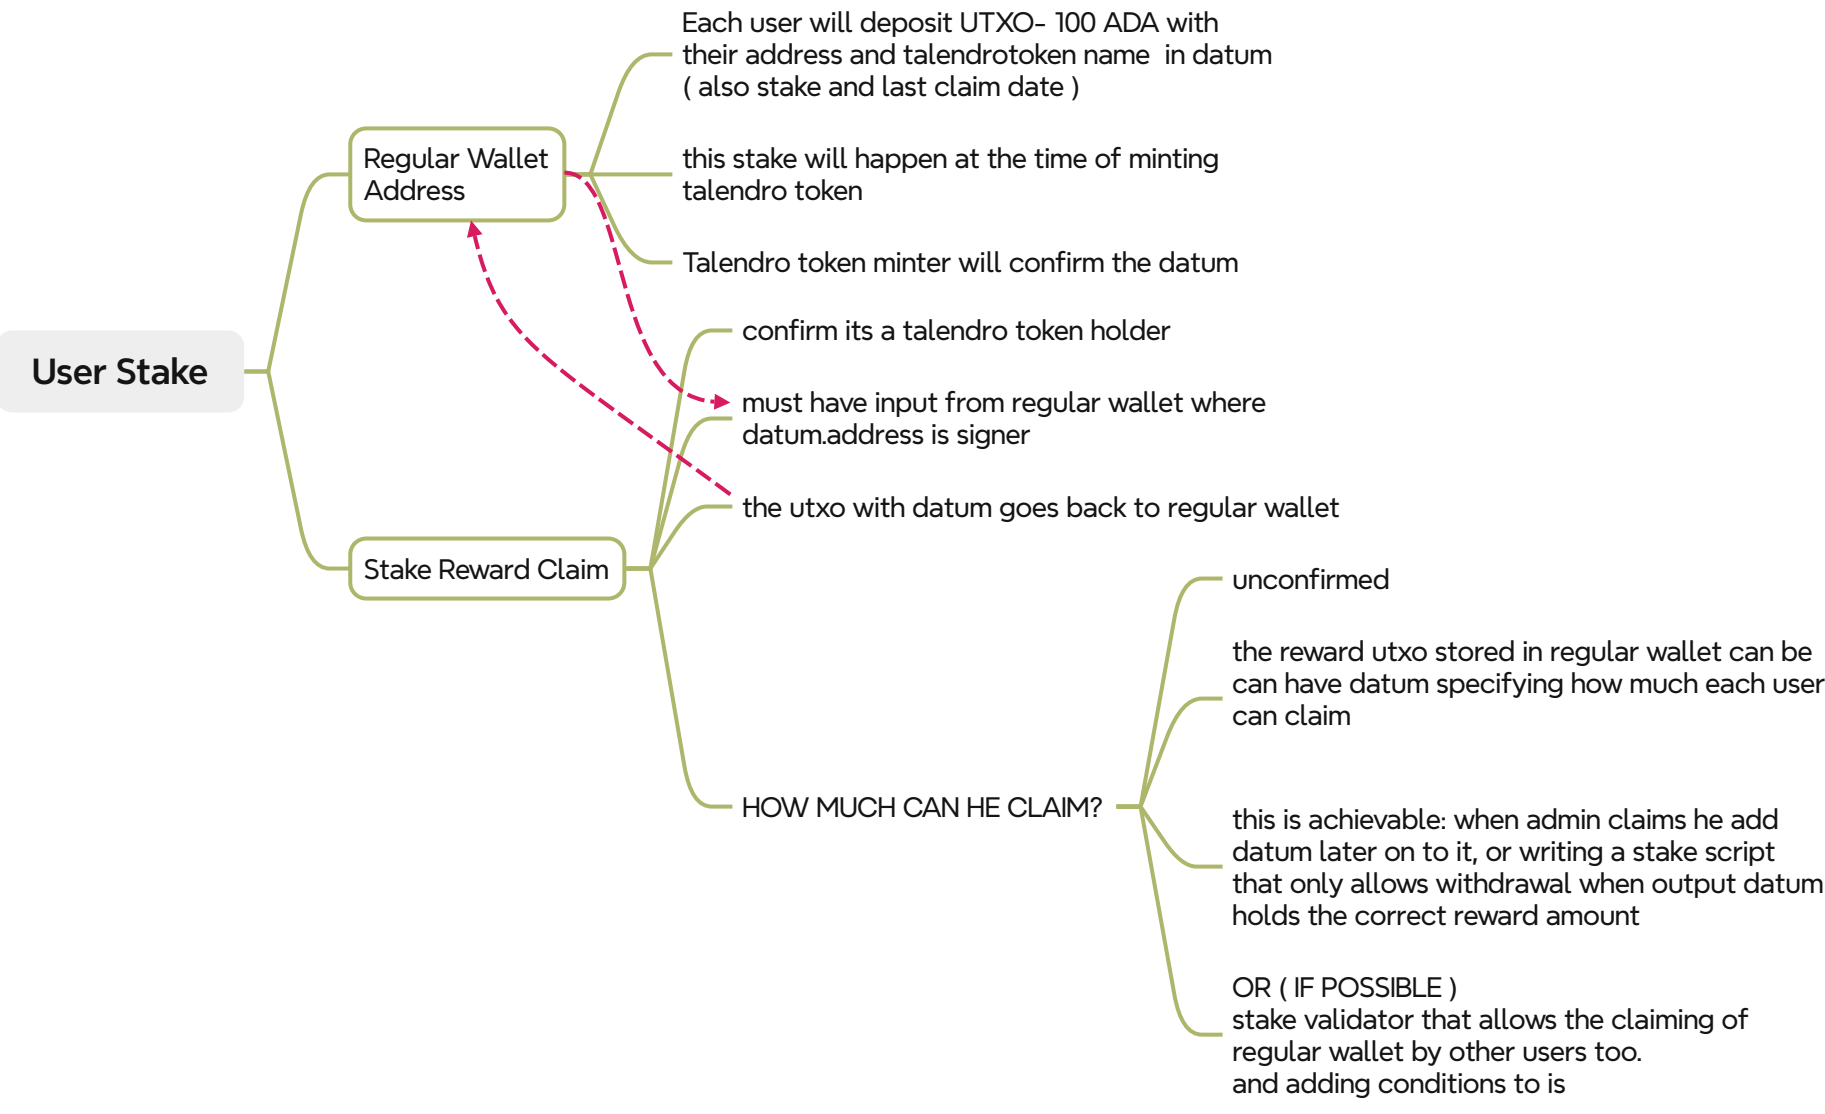 Each user will deposit UTXO- 100 ADA with
their address and talendrotoken name in datum
( also stake and last claim date )
Regular Wallet
Address
this stake will happen at the time of minting
talendro token
Talendro token minter will confirm the datum
User Stake
confirm its a talendro token holder
must have input from regular wallet where
datum.address is signer
the utxo with datum goes back to regular wallet
Stake Reward Claim
HOW MUCH CAN HE CLAIM?
unconfirmed
the reward utxo stored in regular wallet can be
can have datum specifying how much each user
can claim
this is achievable: when admin claims he add
datum later on to it, or writing a stake script
that only allows withdrawal when output datum
holds the correct reward amount
OR ( IF POSSIBLE )
stake validator that allows the claiming of
regular wallet by other users too.
and adding conditions to is